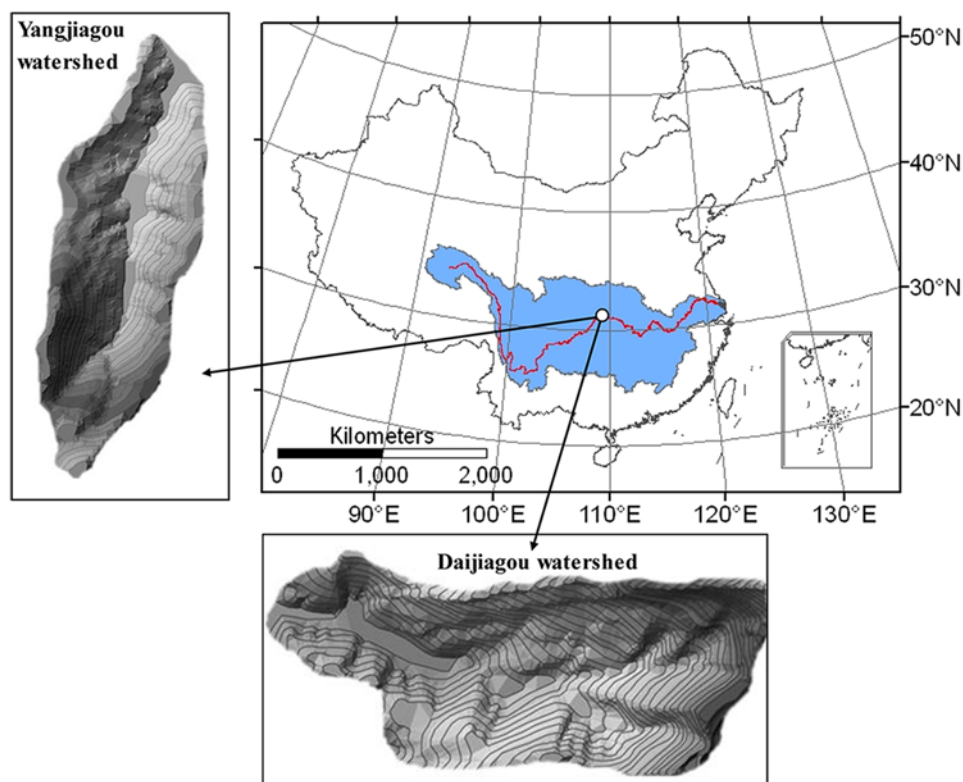 Yangjiagou
watershed
50°N
40°N
30°N
20°N
Kilometers
0 1,000 2,000
90°E 100°E 110°E 120°E 130°E
Daijiagou watershed